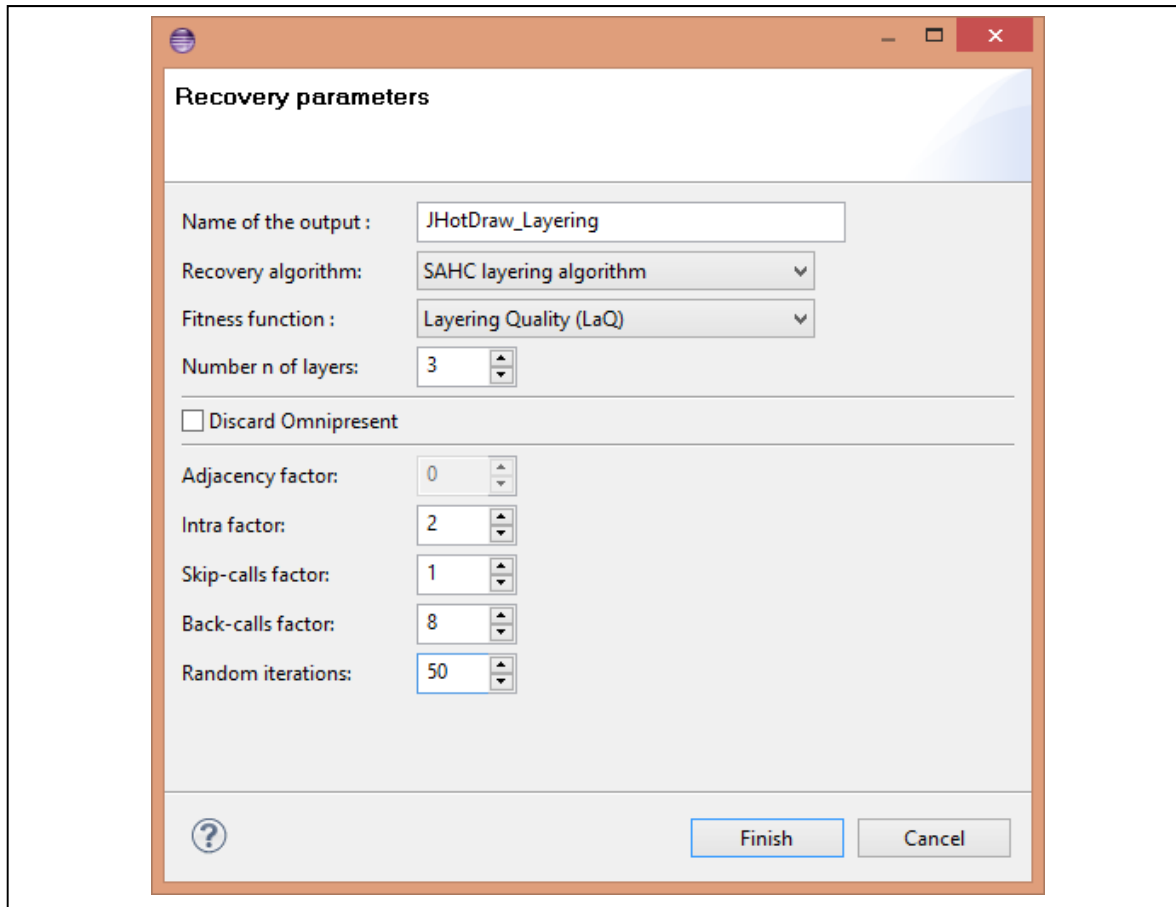 Recovery parameters
Name of the output : JHotDraw_Layering
Recovery algorithm: SAHC layering algorithm
Fitness function : Layering Quality (LaQ)
Number n of layers: 3
Discard Omnipresent
Adjacency factor: 0
Intra factor: 2
Skip-calls factor: 1
Back-calls factor: 8
Random iterations: 50
? Finish Cancel